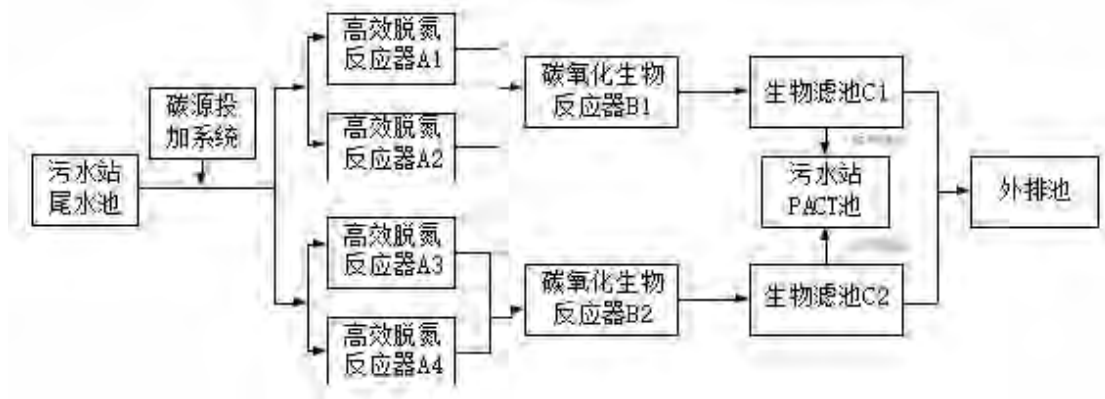 高效脱氮
反应器A1
碳源投
加系统
碳氧化生物
反应器B1
生物滤池C1
高效脱氮
反应器A2
污水站
尾水池
污水站
PACT池
外排池
高效脱氮
反应器A3
碳氧化生物
反应器B2
生物滤池C2
高效脱氮
反应器A4